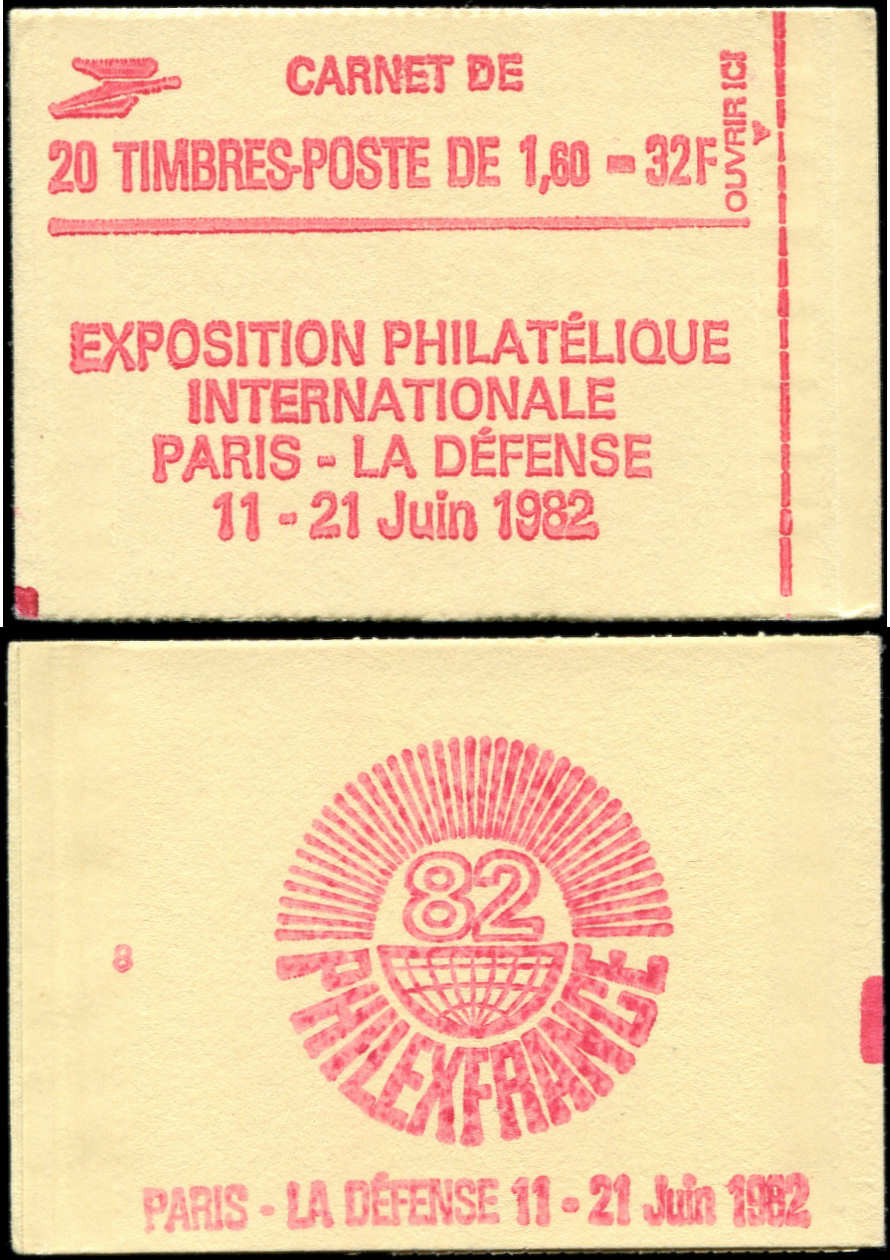 CARNET DE
20 TIMBRES-POSTE DE 1,60 = 32F
OUVRIR ICI
EXPOSITION PHILATÉLIQUE
INTERNATIONALE
PARIS - LA DÉFENSE
11 - 21 Juin 1982
82
8
PHILEXFRANCE
PARIS - LA DÉFENSE 11 - 21 Juin 1982